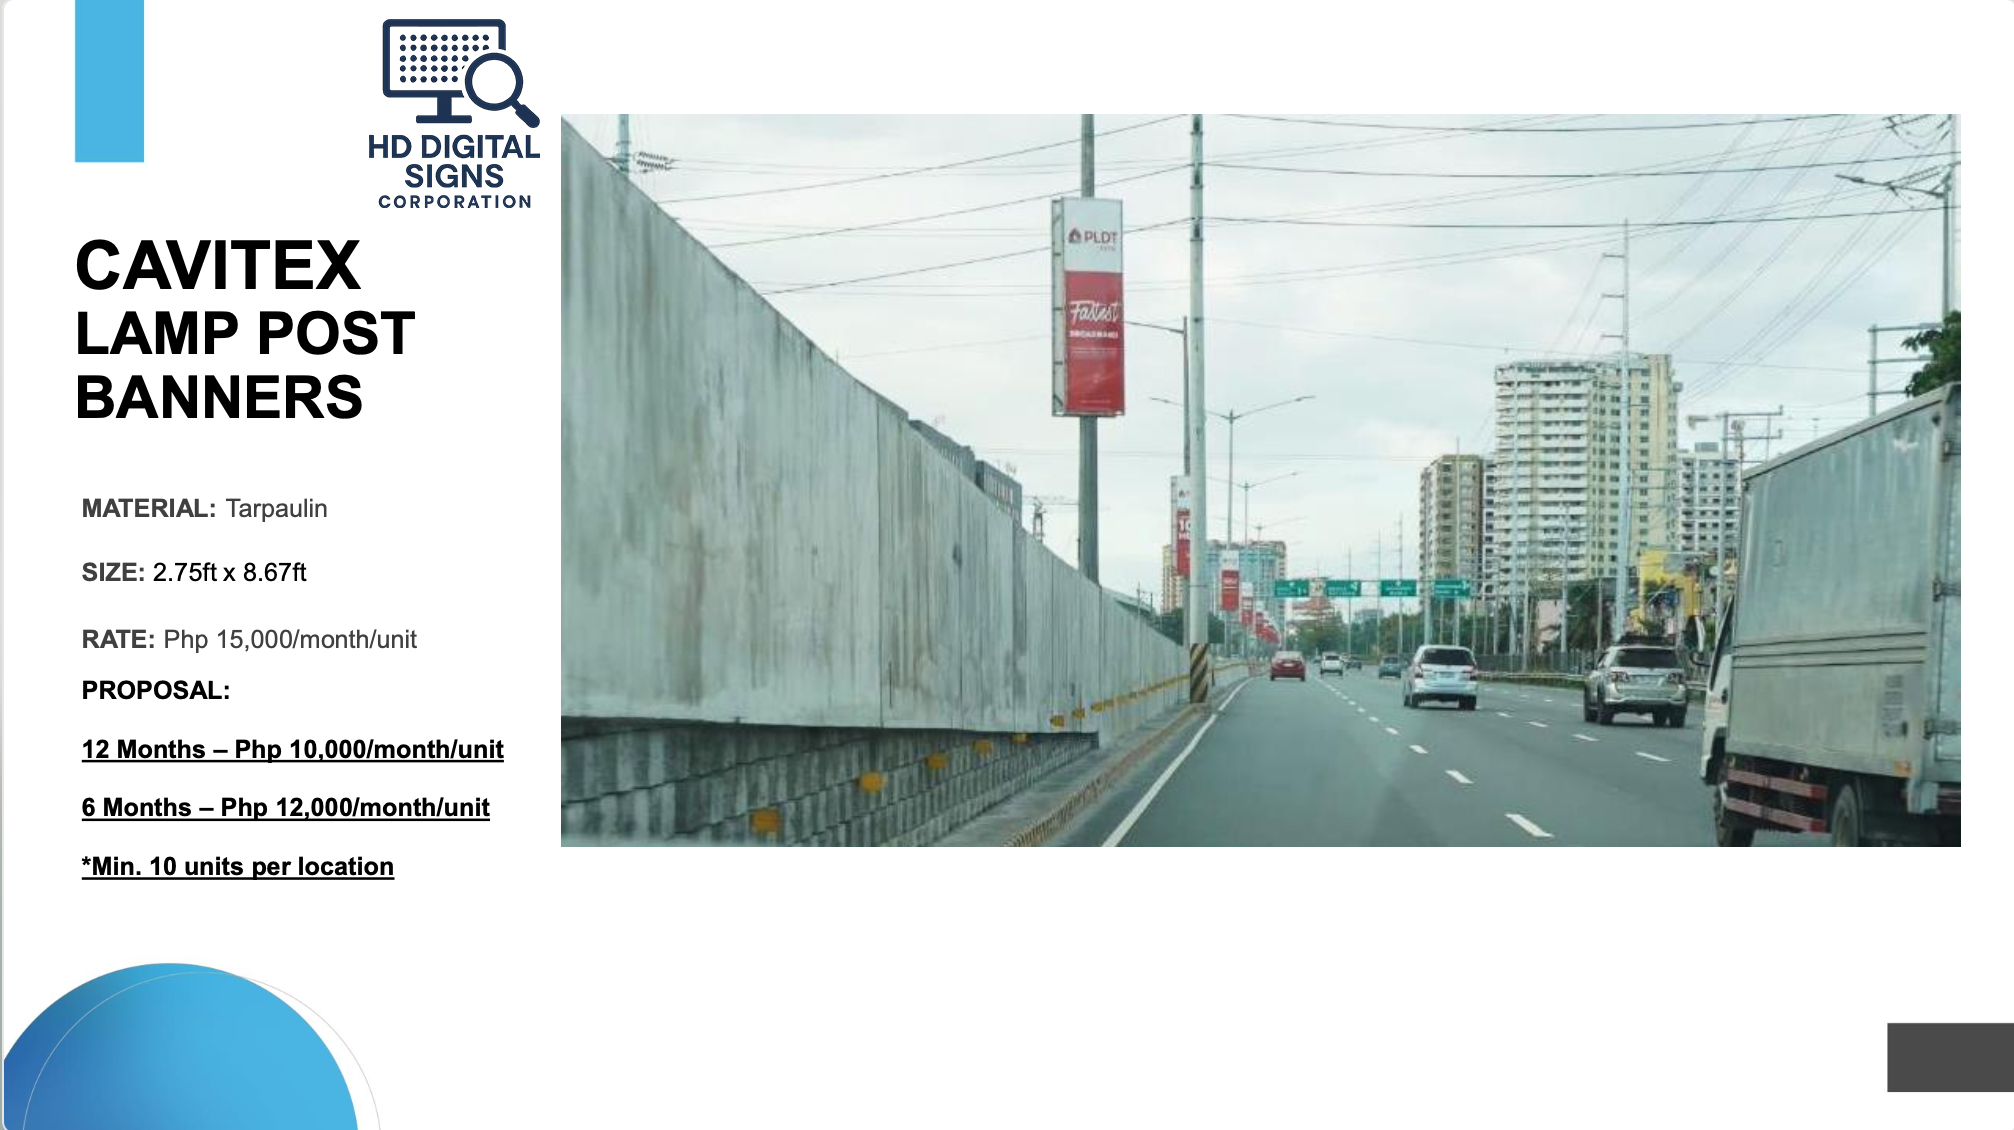 HD DIGITAL
SIGNS
CORPORATION
CAVITEX
LAMP POST
BANNERS
MATERIAL: Tarpaulin
SIZE: 2.75ft x 8.67ft
RATE: Php 15,000/month/unit
PROPOSAL:
12 Months – Php 10,000/month/unit
6 Months – Php 12,000/month/unit
*Min. 10 units per location
PLDT
Fastest